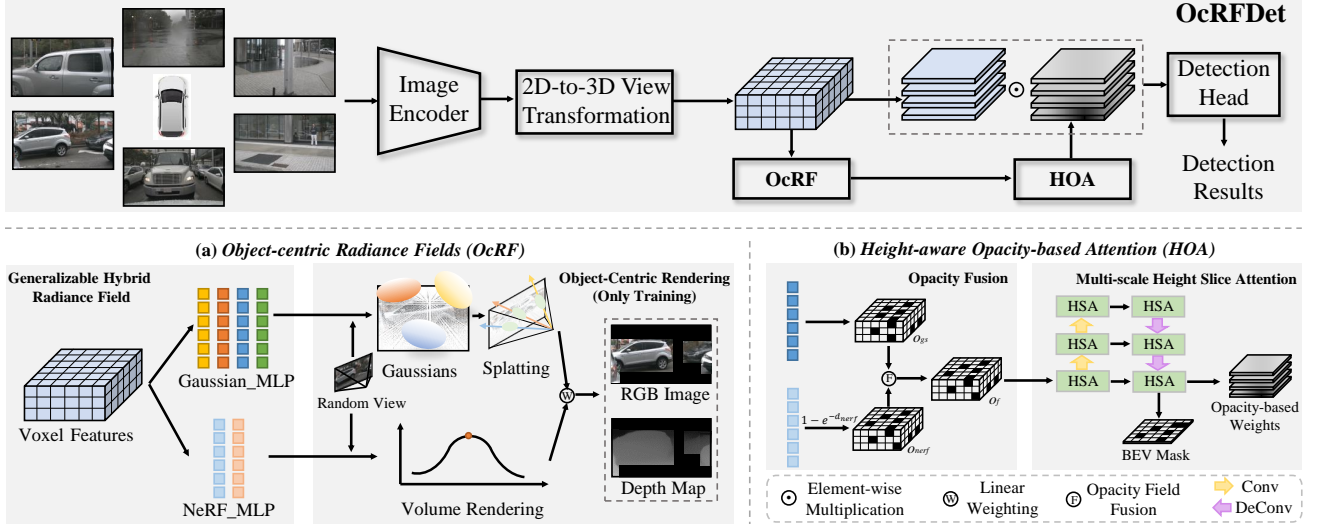 OcRFDet
Image
Encoder
2D-to-3D View
Transformation
Detection
Head
OcRF
HOA
Detection
Results
(a) Object-centric Radiance Fields (OcRF)
Generalizable Hybrid
Radiance Field
Voxel Features
Gaussian_MLP
NeRF_MLP
Random View
Gaussians
Splatting
Volume Rendering
W
Object-Centric Rendering
(Only Training)
RGB Image
Depth Map
(b) Height-aware Opacity-based Attention (HOA)
Opacity Fusion
O_gs
F
1 − e^{−d_nerf}
O_nerf
O_f
Multi-scale Height Slice Attention
HSA
HSA
HSA
HSA
HSA
HSA
Opacity-based
Weights
BEV Mask
Element-wise
Multiplication
W
Linear
Weighting
F
Opacity Field
Fusion
Conv
DeConv